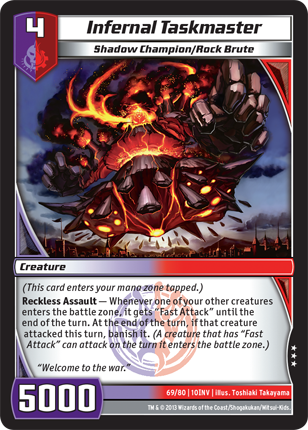 4
Infernal Taskmaster
Shadow Champion/Rock Brute
Creature
(This card enters your mana zone tapped.)
Reckless Assault — Whenever one of your other creatures
enters the battle zone, it gets "Fast Attack" until the
end of the turn. At the end of the turn, if that creature
attacked this turn, banish it. (A creature that has "Fast
Attack" can attack on the turn it enters the battle zone.)
"Welcome to the war."
5000
69/80 | 10INV | illus. Toshiaki Takayama
TM & © 2013 Wizards of the Coast/Shogakukan/Mitsui-Kids.